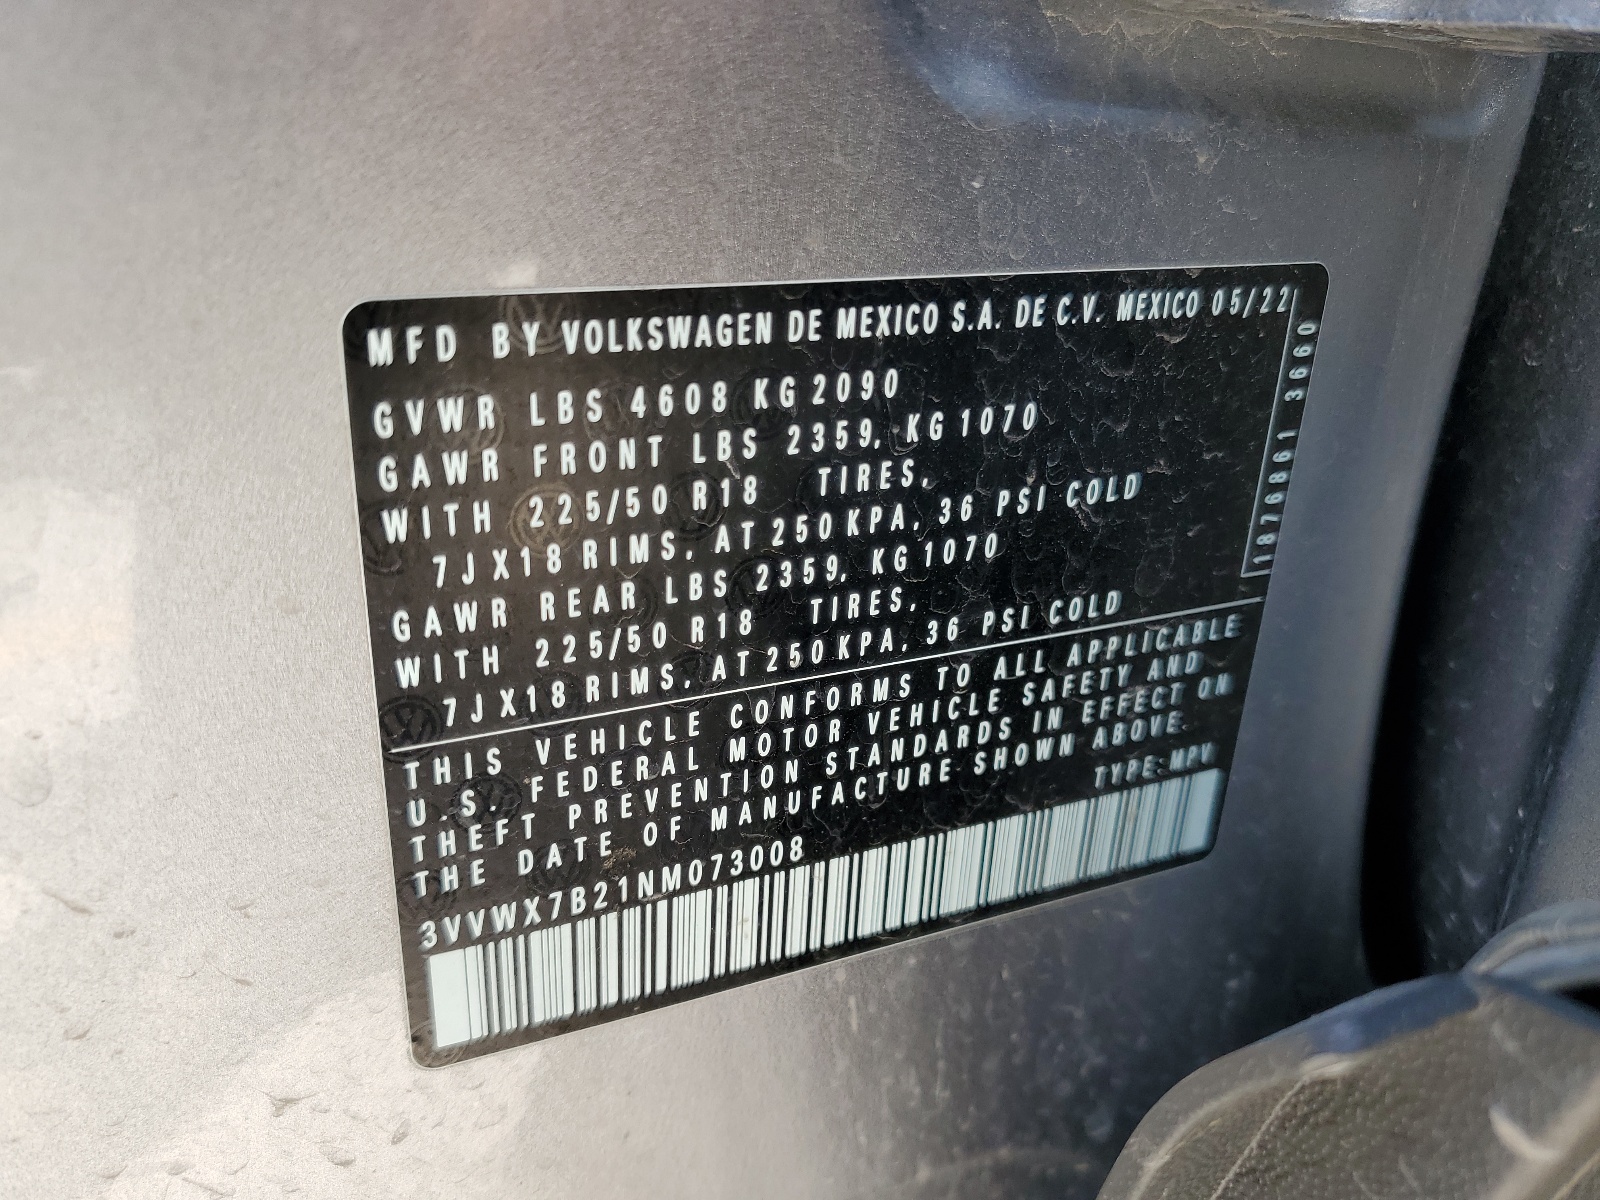 MFD BY VOLKSWAGEN DE MEXICO S.A. DE C.V. MEXICO 05/22
GVWR LBS 4608 KG 2090
GAWR FRONT LBS 2359, KG 1070
WITH 225/50 R18 TIRES,
7JX18 RIMS, AT 250 KPA, 36 PSI COLD
GAWR REAR LBS 2359, KG 1070
WITH 225/50 R18 TIRES,
7JX18 RIMS, AT 250 KPA, 36 PSI COLD
1876861 3660
THIS VEHICLE CONFORMS TO ALL APPLICABLE
U.S. FEDERAL MOTOR VEHICLE SAFETY AND
THEFT PREVENTION STANDARDS IN EFFECT ON
THE DATE OF MANUFACTURE SHOWN ABOVE.
TYPE: MPV
3VVWX7B21NM073008